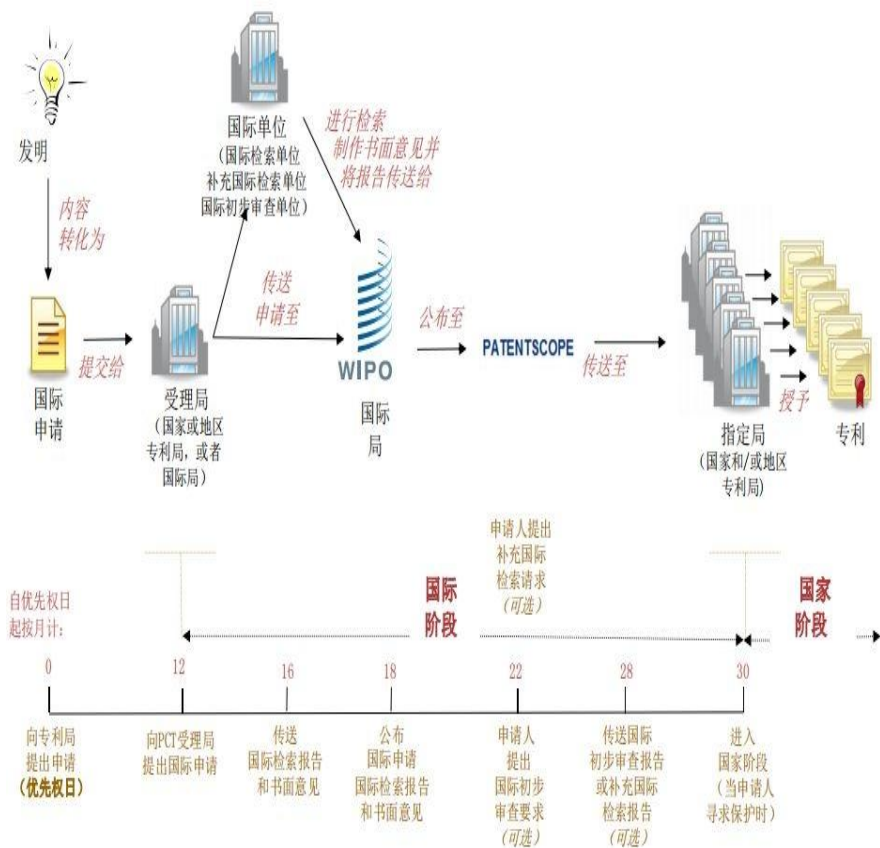 发明
内容
转化为
国际
申请
提交给
受理局
(国家或地区
专利局，或者
国际局)
传送
申请至
国际单位
(国际检索单位
补充国际检索单位
国际初步审查单位)
进行检索
制作书面意见并
将报告传送给
WIPO
国际
局
公布至
PATENTSCOPE
传送至
指定局
(国家和/或地区
专利局)
授予
专利
申请人提出
补充国际
检索请求
(可选)
国际
阶段
国家
阶段
自优先权日
起按月计:
0
12
16
18
22
28
30
向专利局
提出申请
(优先权日)
向PCT受理局
提出国际申请
传送
国际检索报告
和书面意见
公布
国际申请
国际检索报告
和书面意见
申请人
提出
国际初步
审查要求
(可选)
传送国际
初步审查报告
或补充国际
检索报告
(可选)
进入
国家阶段
(当申请人
寻求保护时)